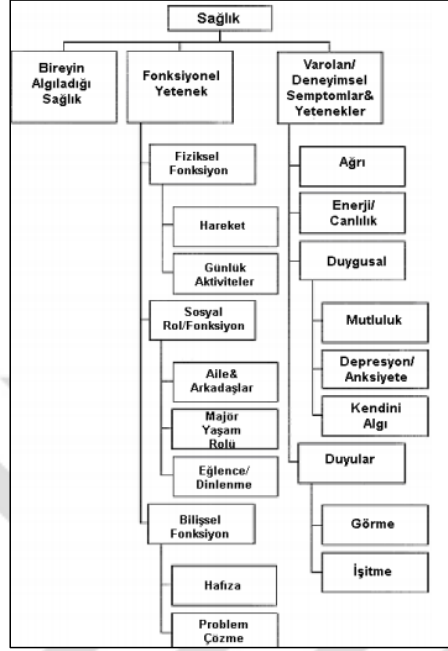 Sağlık
Bireyin
Algıladığı
Sağlık
Fonksiyonel
Yetenek
Varolan/
Deneyimsel
Semptomlar&
Yetenekler
Fiziksel
Fonksiyon
Hareket
Günlük
Aktiviteler
Sosyal
Rol/Fonksiyon
Aile&
Arkadaşlar
Majör
Yaşam
Rolü
Eğlence/
Dinlenme
Bilişsel
Fonksiyon
Hafıza
Problem
Çözme
Ağrı
Enerji/
Canlılık
Duygusal
Mutluluk
Depresyon/
Anksiyete
Kendini
Algı
Duyular
Görme
İşitme